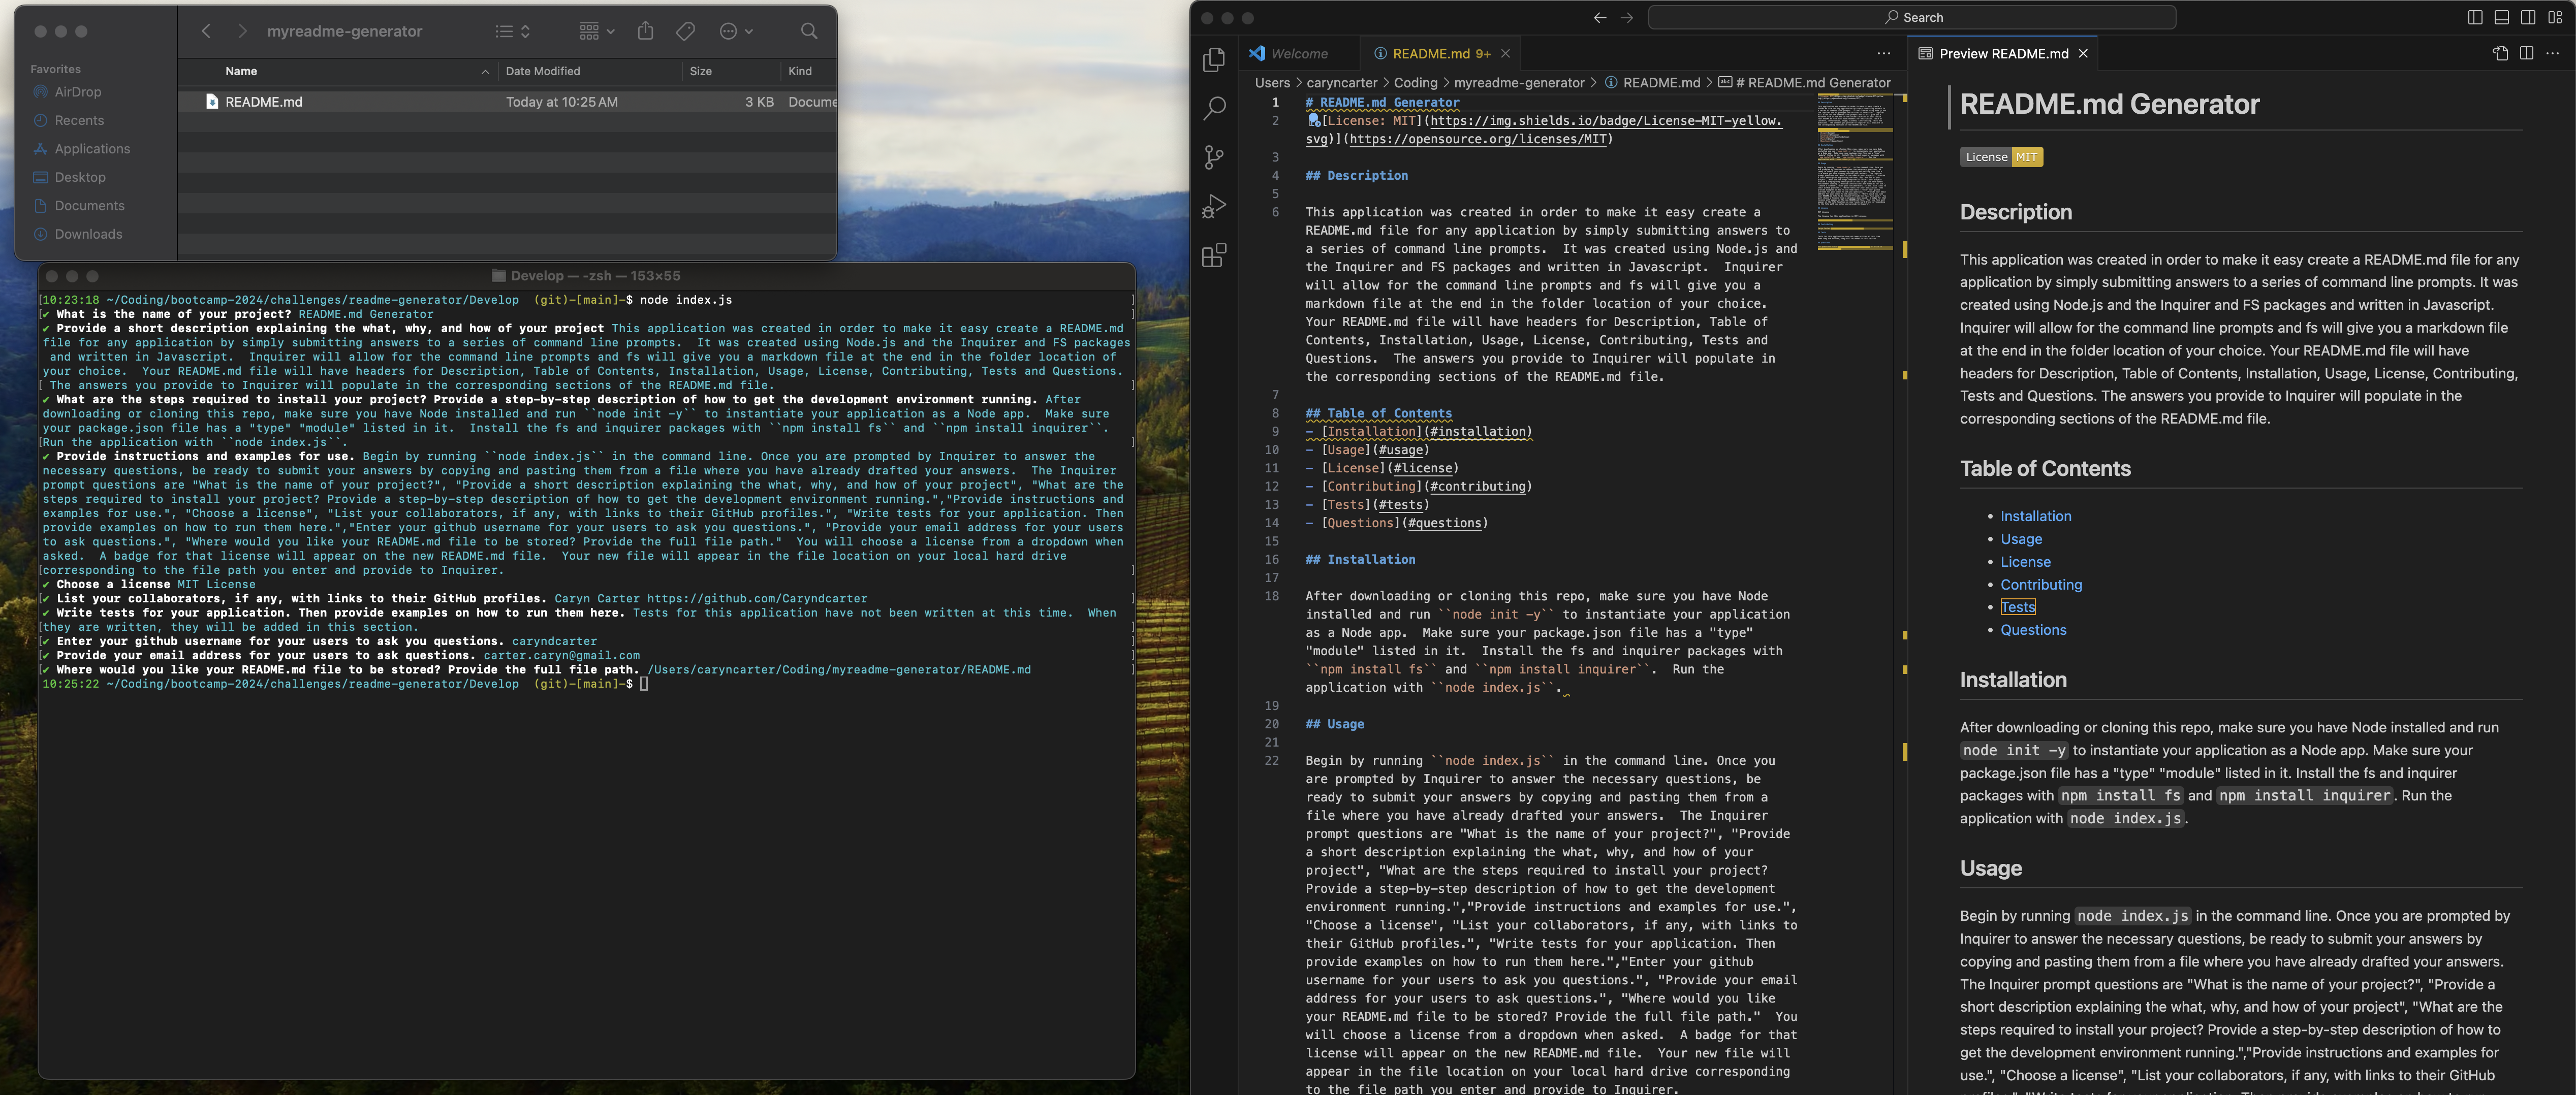 myreadme-generator
Favorites
AirDrop
Recents
Applications
Desktop
Documents
Downloads
Name
Date Modified
Size
Kind
README.md
Today at 10:25 AM
3 KB
Docume
Develop — -zsh — 153×55
10:23:18 ~/Coding/bootcamp-2024/challenges/readme-generator/Develop (git)-[main]-$ node index.js
✔ What is the name of your project? README.md Generator
✔ Provide a short description explaining the what, why, and how of your project This application was created in order to make it easy create a README.md
file for any application by simply submitting answers to a series of command line prompts.  It was created using Node.js and the Inquirer and FS packages
and written in Javascript.  Inquirer will allow for the command line prompts and fs will give you a markdown file at the end in the folder location of
your choice.  Your README.md file will have headers for Description, Table of Contents, Installation, Usage, License, Contributing, Tests and Questions.
The answers you provide to Inquirer will populate in the corresponding sections of the README.md file.
✔ What are the steps required to install your project? Provide a step-by-step description of how to get the development environment running. After
downloading or cloning this repo, make sure you have Node installed and run ``node init -y`` to instantiate your application as a Node app.  Make sure
your package.json file has a "type" "module" listed in it.  Install the fs and inquirer packages with ``npm install fs`` and ``npm install inquirer``.
Run the application with ``node index.js``.
✔ Provide instructions and examples for use. Begin by running ``node index.js`` in the command line. Once you are prompted by Inquirer to answer the
necessary questions, be ready to submit your answers by copying and pasting them from a file where you have already drafted your answers.  The Inquirer
prompt questions are "What is the name of your project?", "Provide a short description explaining the what, why, and how of your project", "What are the
steps required to install your project? Provide a step-by-step description of how to get the development environment running.","Provide instructions and
examples for use.", "Choose a license", "List your collaborators, if any, with links to their GitHub profiles.", "Write tests for your application. Then
provide examples on how to run them here.","Enter your github username for your users to ask you questions.", "Provide your email address for your users
to ask questions.", "Where would you like your README.md file to be stored? Provide the full file path."  You will choose a license from a dropdown when
asked.  A badge for that license will appear on the new README.md file.  Your new file will appear in the file location on your local hard drive
corresponding to the file path you enter and provide to Inquirer.
✔ Choose a license MIT License
✔ List your collaborators, if any, with links to their GitHub profiles. Caryn Carter https://github.com/Caryndcarter
✔ Write tests for your application. Then provide examples on how to run them here. Tests for this application have not been written at this time.  When
they are written, they will be added in this section.
✔ Enter your github username for your users to ask you questions. caryndcarter
✔ Provide your email address for your users to ask questions. carter.caryn@gmail.com
✔ Where would you like your README.md file to be stored? Provide the full file path. /Users/caryncarter/Coding/myreadme-generator/README.md
10:25:22 ~/Coding/bootcamp-2024/challenges/readme-generator/Develop (git)-[main]-$
Search
Welcome
README.md 9+
Users > caryncarter > Coding > myreadme-generator > README.md > # README.md Generator
1 # README.md Generator
2 [License: MIT](https://img.shields.io/badge/License-MIT-yellow.
svg)](https://opensource.org/licenses/MIT)
3
4 ## Description
5
6 This application was created in order to make it easy create a
README.md file for any application by simply submitting answers to
a series of command line prompts.  It was created using Node.js and
the Inquirer and FS packages and written in Javascript.  Inquirer
will allow for the command line prompts and fs will give you a
markdown file at the end in the folder location of your choice.
Your README.md file will have headers for Description, Table of
Contents, Installation, Usage, License, Contributing, Tests and
Questions.  The answers you provide to Inquirer will populate in
the corresponding sections of the README.md file.
7
8 ## Table of Contents
9 - [Installation](#installation)
10 - [Usage](#usage)
11 - [License](#license)
12 - [Contributing](#contributing)
13 - [Tests](#tests)
14 - [Questions](#questions)
15
16 ## Installation
17
18 After downloading or cloning this repo, make sure you have Node
installed and run ``node init -y`` to instantiate your application
as a Node app.  Make sure your package.json file has a "type"
"module" listed in it.  Install the fs and inquirer packages with
``npm install fs`` and ``npm install inquirer``.  Run the
application with ``node index.js``.
19
20 ## Usage
21
22 Begin by running ``node index.js`` in the command line. Once you
are prompted by Inquirer to answer the necessary questions, be
ready to submit your answers by copying and pasting them from a
file where you have already drafted your answers.  The Inquirer
prompt questions are "What is the name of your project?", "Provide
a short description explaining the what, why, and how of your
project", "What are the steps required to install your project?
Provide a step-by-step description of how to get the development
environment running.","Provide instructions and examples for use.",
"Choose a license", "List your collaborators, if any, with links to
their GitHub profiles.", "Write tests for your application. Then
provide examples on how to run them here.","Enter your github
username for your users to ask you questions.", "Provide your email
address for your users to ask questions.", "Where would you like
your README.md file to be stored? Provide the full file path."  You
will choose a license from a dropdown when asked.  A badge for that
license will appear on the new README.md file.  Your new file will
appear in the file location on your local hard drive corresponding
to the file path you enter and provide to Inquirer.
Preview README.md
README.md Generator
License MIT
Description
This application was created in order to make it easy create a README.md file for any
application by simply submitting answers to a series of command line prompts. It was
created using Node.js and the Inquirer and FS packages and written in Javascript.
Inquirer will allow for the command line prompts and fs will give you a markdown file
at the end in the folder location of your choice. Your README.md file will have
headers for Description, Table of Contents, Installation, Usage, License, Contributing,
Tests and Questions. The answers you provide to Inquirer will populate in the
corresponding sections of the README.md file.
Table of Contents
• Installation
• Usage
• License
• Contributing
• Tests
• Questions
Installation
After downloading or cloning this repo, make sure you have Node installed and run
node init -y to instantiate your application as a Node app. Make sure your
package.json file has a "type" "module" listed in it. Install the fs and inquirer
packages with npm install fs and npm install inquirer. Run the
application with node index.js.
Usage
Begin by running node index.js in the command line. Once you are prompted by
Inquirer to answer the necessary questions, be ready to submit your answers by
copying and pasting them from a file where you have already drafted your answers.
The Inquirer prompt questions are "What is the name of your project?", "Provide a
short description explaining the what, why, and how of your project", "What are the
steps required to install your project? Provide a step-by-step description of how to
get the development environment running.","Provide instructions and examples for
use.", "Choose a license", "List your collaborators, if any, with links to their GitHub